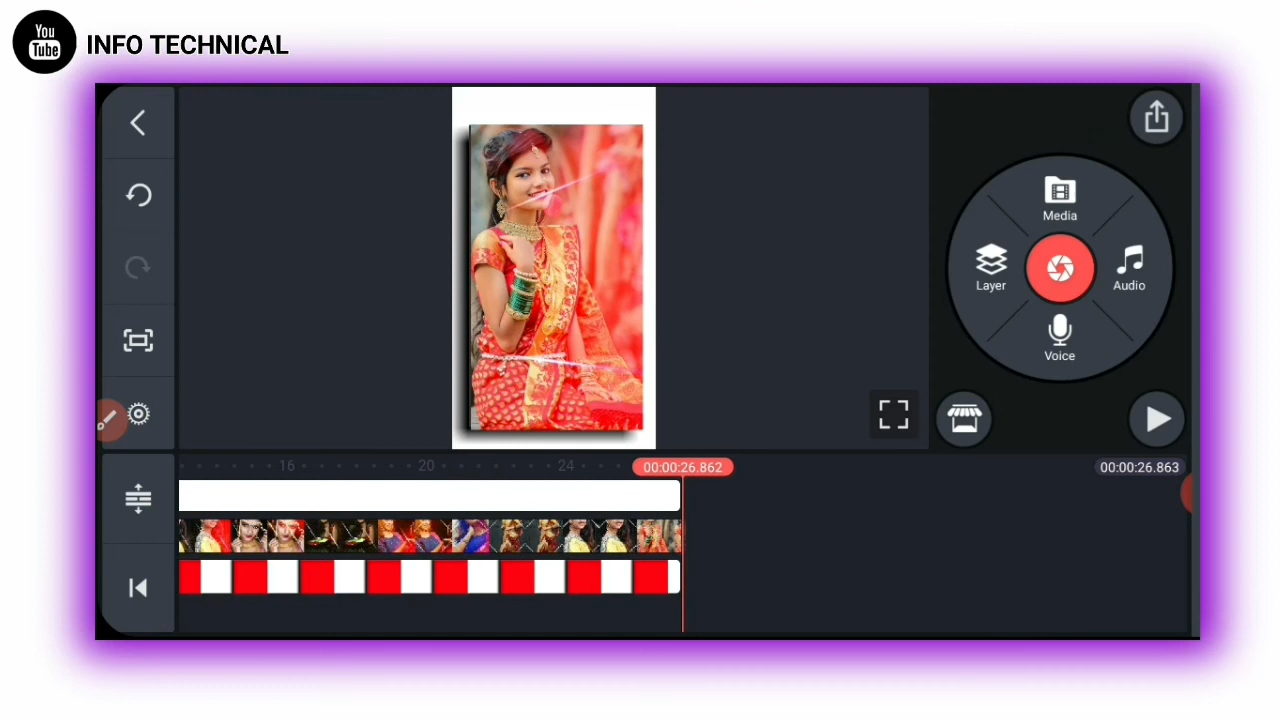 You
Tube
INFO TECHNICAL
Media
Layer
Audio
Voice
16
20
24
00:00:26.862
00:00:26.863